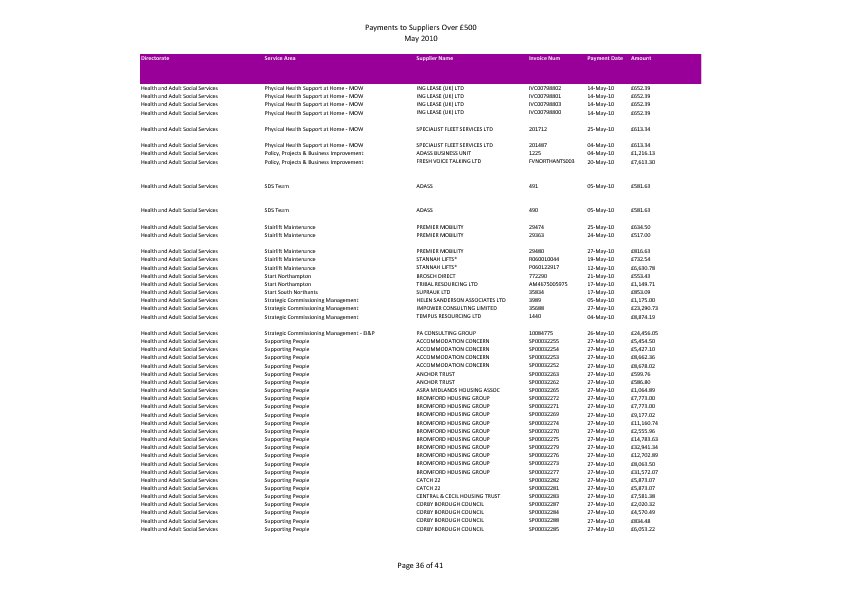 Payments to Suppliers Over £500
May 2010
Directorate Service Area Supplier Name Invoice Num Payment Date Amount
Health and Adult Social Services Physical Health Support at Home - MOW ING LEASE (UK) LTD IVC00798802 14-May-10 £652.39
Health and Adult Social Services Physical Health Support at Home - MOW ING LEASE (UK) LTD IVC00798801 14-May-10 £652.39
Health and Adult Social Services Physical Health Support at Home - MOW ING LEASE (UK) LTD IVC00798803 14-May-10 £652.39
Health and Adult Social Services Physical Health Support at Home - MOW ING LEASE (UK) LTD IVC00798800 14-May-10 £652.39
Health and Adult Social Services Physical Health Support at Home - MOW SPECIALIST FLEET SERVICES LTD 201712 25-May-10 £613.34
Health and Adult Social Services Physical Health Support at Home - MOW SPECIALIST FLEET SERVICES LTD 201487 04-May-10 £613.34
Health and Adult Social Services Policy, Projects & Business Improvement ADASS BUSINESS UNIT 1225 04-May-10 £1,216.13
Health and Adult Social Services Policy, Projects & Business Improvement FRESH VOICE TALKING LTD FVNORTHANTS003 20-May-10 £7,613.30
Health and Adult Social Services SDS Team ADASS 491 05-May-10 £581.63
Health and Adult Social Services SDS Team ADASS 490 05-May-10 £581.63
Health and Adult Social Services Stairlift Maintenance PREMIER MOBILITY 29474 25-May-10 £634.50
Health and Adult Social Services Stairlift Maintenance PREMIER MOBILITY 29363 24-May-10 £517.00
Health and Adult Social Services Stairlift Maintenance PREMIER MOBILITY 29480 27-May-10 £816.63
Health and Adult Social Services Stairlift Maintenance STANNAH LIFTS* R060010044 19-May-10 £732.54
Health and Adult Social Services Stairlift Maintenance STANNAH LIFTS* P060122917 12-May-10 £6,630.78
Health and Adult Social Services Start Northampton BROSCH DIRECT 772290 21-May-10 £553.43
Health and Adult Social Services Start Northampton TRIBAL RESOURCING LTD AM4675005975 17-May-10 £1,149.71
Health and Adult Social Services Start South Northants SUPRAUK LTD 35834 17-May-10 £853.09
Health and Adult Social Services Strategic Commissioning Management HELEN SANDERSON ASSOCIATES LTD 3989 05-May-10 £1,175.00
Health and Adult Social Services Strategic Commissioning Management IMPOWER CONSULTING LIMITED 35688 27-May-10 £23,290.73
Health and Adult Social Services Strategic Commissioning Management TEMPUS RESOURCING LTD 1440 04-May-10 £8,874.19
Health and Adult Social Services Strategic Commissioning Management - D&P PA CONSULTING GROUP 10084775 26-May-10 £24,456.05
Health and Adult Social Services Supporting People ACCOMMODATION CONCERN SP00032255 27-May-10 £5,454.50
Health and Adult Social Services Supporting People ACCOMMODATION CONCERN SP00032254 27-May-10 £5,427.10
Health and Adult Social Services Supporting People ACCOMMODATION CONCERN SP00032253 27-May-10 £8,662.36
Health and Adult Social Services Supporting People ACCOMMODATION CONCERN SP00032252 27-May-10 £8,678.02
Health and Adult Social Services Supporting People ANCHOR TRUST SP00032263 27-May-10 £599.76
Health and Adult Social Services Supporting People ANCHOR TRUST SP00032262 27-May-10 £586.80
Health and Adult Social Services Supporting People ASRA MIDLANDS HOUSING ASSOC SP00032265 27-May-10 £1,064.89
Health and Adult Social Services Supporting People BROMFORD HOUSING GROUP SP00032272 27-May-10 £7,773.00
Health and Adult Social Services Supporting People BROMFORD HOUSING GROUP SP00032271 27-May-10 £7,773.00
Health and Adult Social Services Supporting People BROMFORD HOUSING GROUP SP00032269 27-May-10 £9,177.02
Health and Adult Social Services Supporting People BROMFORD HOUSING GROUP SP00032274 27-May-10 £11,160.74
Health and Adult Social Services Supporting People BROMFORD HOUSING GROUP SP00032270 27-May-10 £2,555.96
Health and Adult Social Services Supporting People BROMFORD HOUSING GROUP SP00032275 27-May-10 £14,783.63
Health and Adult Social Services Supporting People BROMFORD HOUSING GROUP SP00032279 27-May-10 £32,941.34
Health and Adult Social Services Supporting People BROMFORD HOUSING GROUP SP00032276 27-May-10 £12,702.89
Health and Adult Social Services Supporting People BROMFORD HOUSING GROUP SP00032273 27-May-10 £8,063.50
Health and Adult Social Services Supporting People BROMFORD HOUSING GROUP SP00032277 27-May-10 £31,572.07
Health and Adult Social Services Supporting People CATCH 22 SP00032282 27-May-10 £5,873.07
Health and Adult Social Services Supporting People CATCH 22 SP00032281 27-May-10 £5,873.07
Health and Adult Social Services Supporting People CENTRAL & CECIL HOUSING TRUST SP00032283 27-May-10 £7,581.38
Health and Adult Social Services Supporting People CORBY BOROUGH COUNCIL SP00032287 27-May-10 £2,020.32
Health and Adult Social Services Supporting People CORBY BOROUGH COUNCIL SP00032284 27-May-10 £4,570.49
Health and Adult Social Services Supporting People CORBY BOROUGH COUNCIL SP00032288 27-May-10 £834.48
Health and Adult Social Services Supporting People CORBY BOROUGH COUNCIL SP00032285 27-May-10 £6,053.22
Page 36 of 41